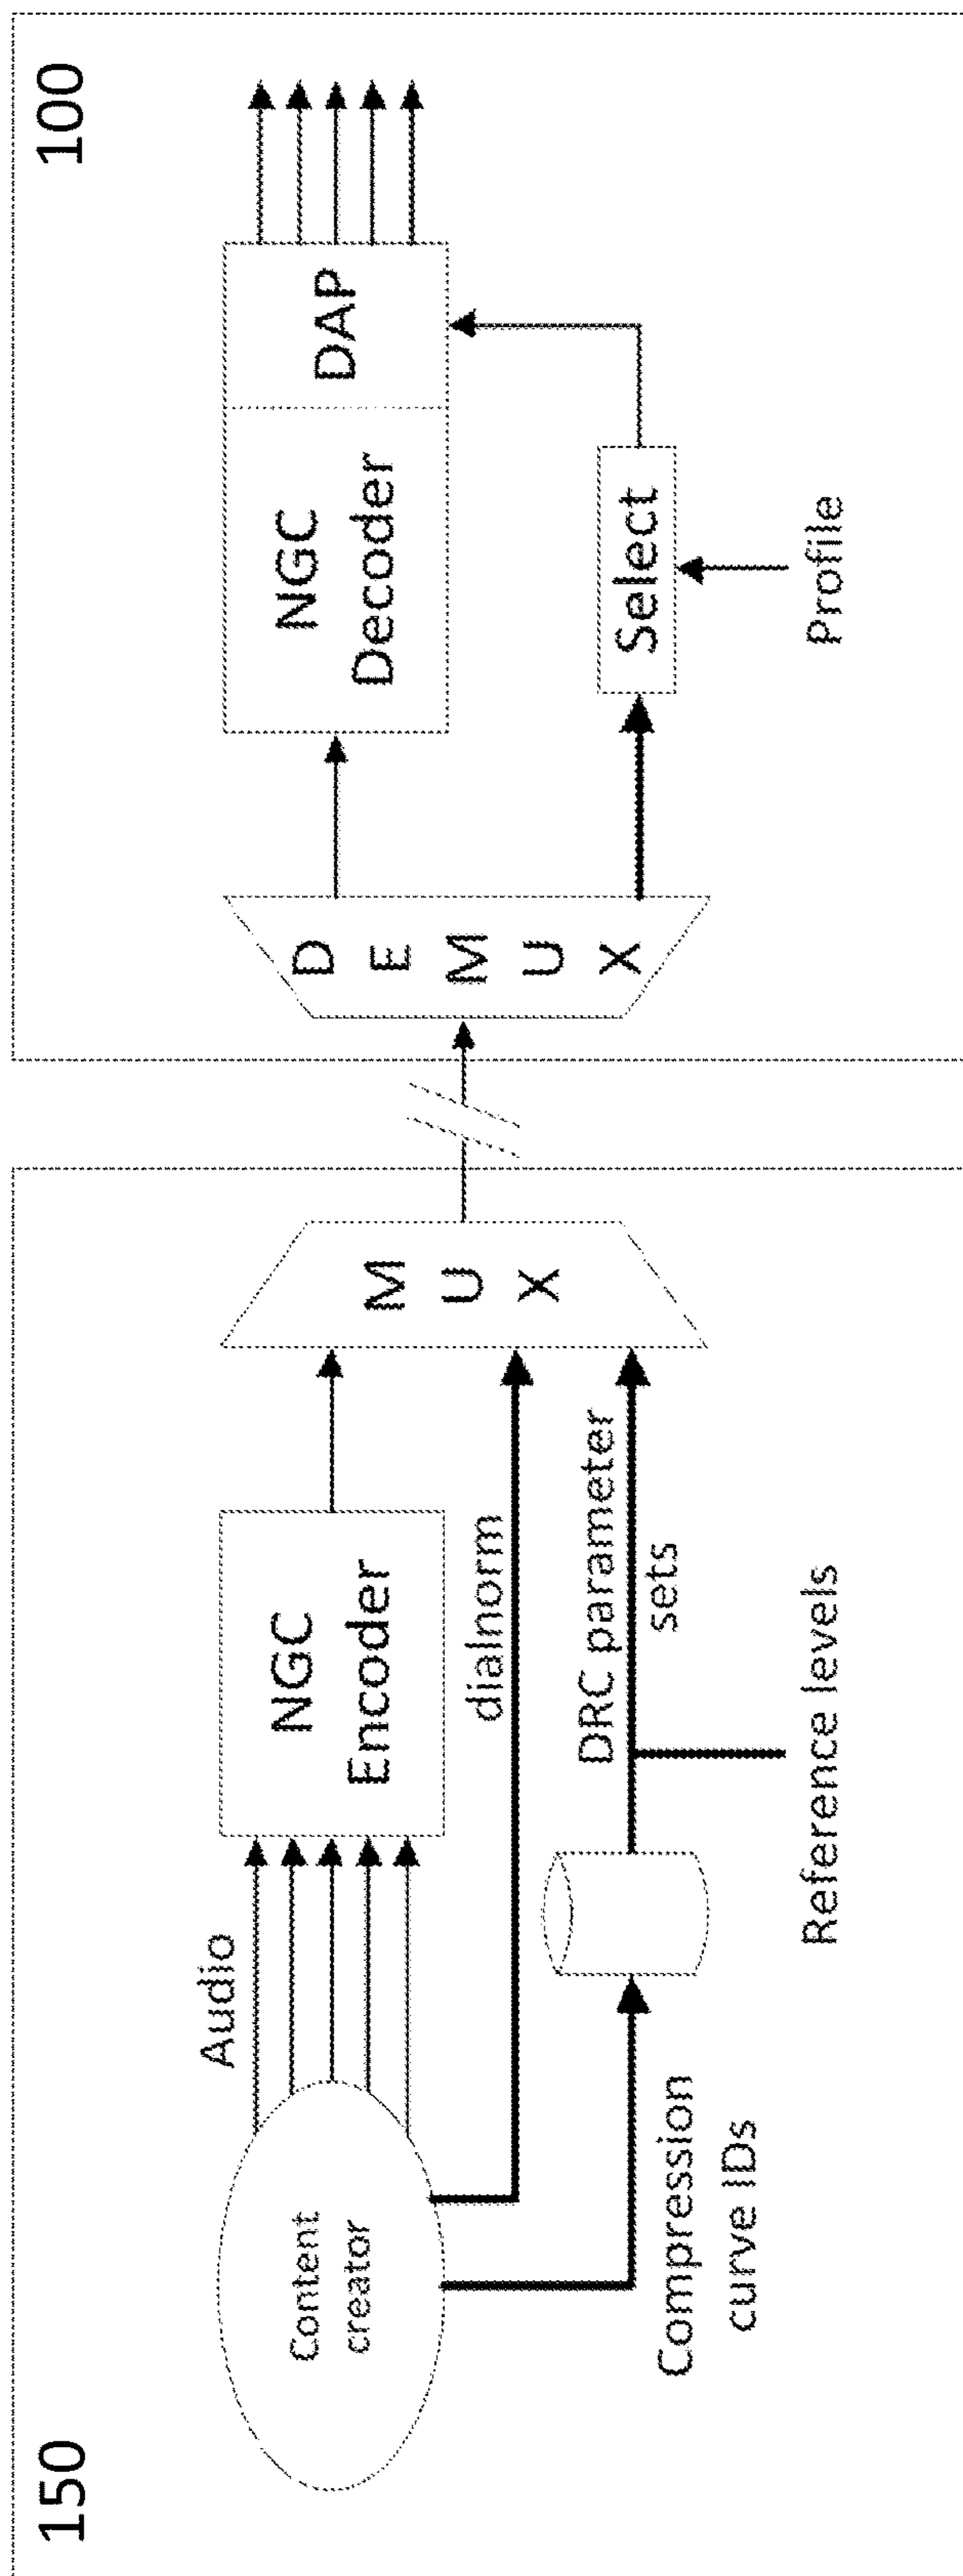 150
Content
creator
Audio
NGC
Encoder
dialnorm
Compression
curve IDs
DRC parameter
sets
Reference levels
M
U
X
100
D
E
M
U
X
NGC
Decoder
DAP
Select
Profile